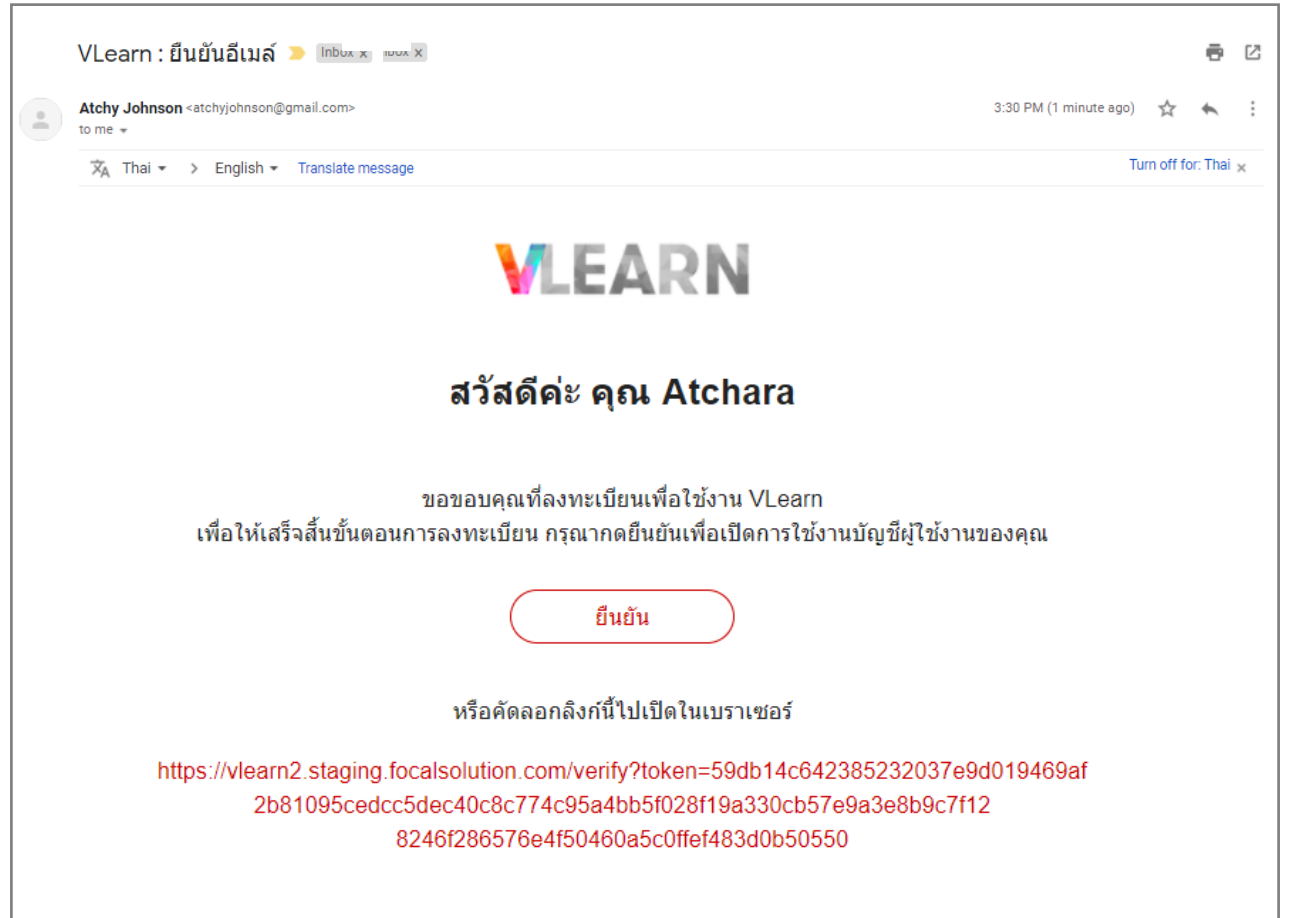 VLearn : ยืนยันอีเมล์ Inbox x x
Atchy Johnson <atchyjohnson@gmail.com> 3:30 PM (1 minute ago)
to me
Thai > English Translate message Turn off for: Thai x
VLEARN
สวัสดีค่ะ คุณ Atchara
ขอขอบคุณที่ลงทะเบียนเพื่อใช้งาน VLearn
เพื่อให้เสร็จสิ้นขั้นตอนการลงทะเบียน กรุณากดยืนยันเพื่อเปิดการใช้งานบัญชีผู้ใช้งานของคุณ
ยืนยัน
หรือคัดลอกลิงก์นี้ไปเปิดในเบราเซอร์
https://vlearn2.staging.focalsolution.com/verify?token=59db14c642385232037e9d019469af
2b81095cedcc5dec40c8c774c95a4bb5f028f19a330cb57e9a3e8b9c7f12
8246f286576e4f50460a5c0ffef483d0b50550